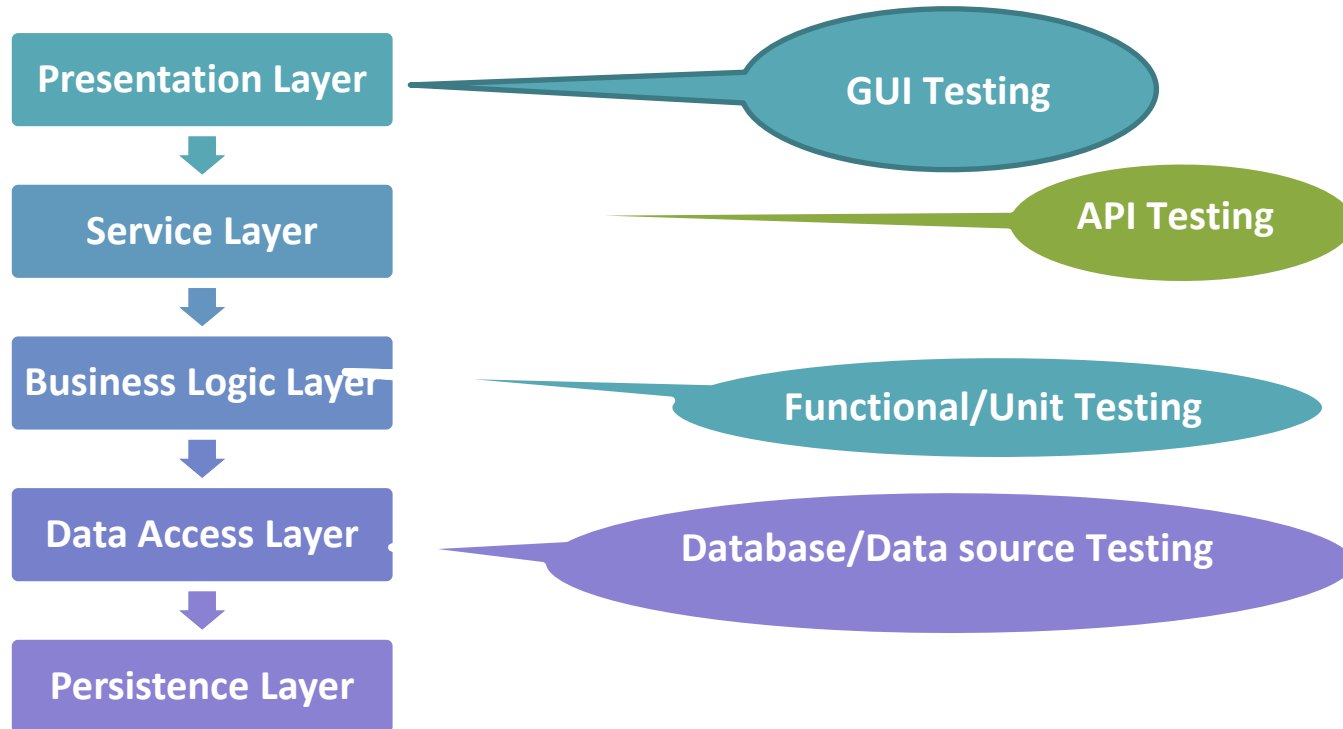 Presentation Layer
GUI Testing
Service Layer
API Testing
Business Logic Layer
Functional/Unit Testing
Data Access Layer
Database/Data source Testing
Persistence Layer